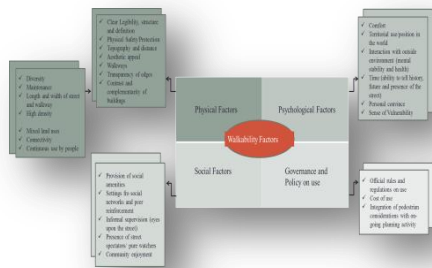 ✓ Diversity
✓ Maintenance
✓ Length and width of street
and walkway
✓ High density
✓ Mixed land uses
✓ Connectivity
✓ Continuous use by people
✓ Clear legibility, structure
and definition
✓ Physical Safety/Protection
✓ Topography and distance
✓ Aesthetic appeal
✓ Walkways
✓ Transparency of edges
✓ Contrast and
complementarity of
buildings
Physical Factors
Psychological Factors
Walkability Factors
Social Factors
Governance and
Policy on use
✓ Comfort
✓ Territorial use/position in
the world
✓ Interaction with outside
environment (mental
stability and health)
✓ Time (ability to tell history,
future and presence of the
street)
✓ Personal conviction
✓ Sense of Vulnerability
✓ Provision of social
amenities
✓ Settings for social
networks and peer
reinforcement
✓ Informal supervision (eyes
upon the street)
✓ Presence of street
spectators/ pure watchers
✓ Community enjoyment
✓ Official rules and
regulations on use
✓ Cost of use
✓ Integration of pedestrian
considerations with on-
going planning activity